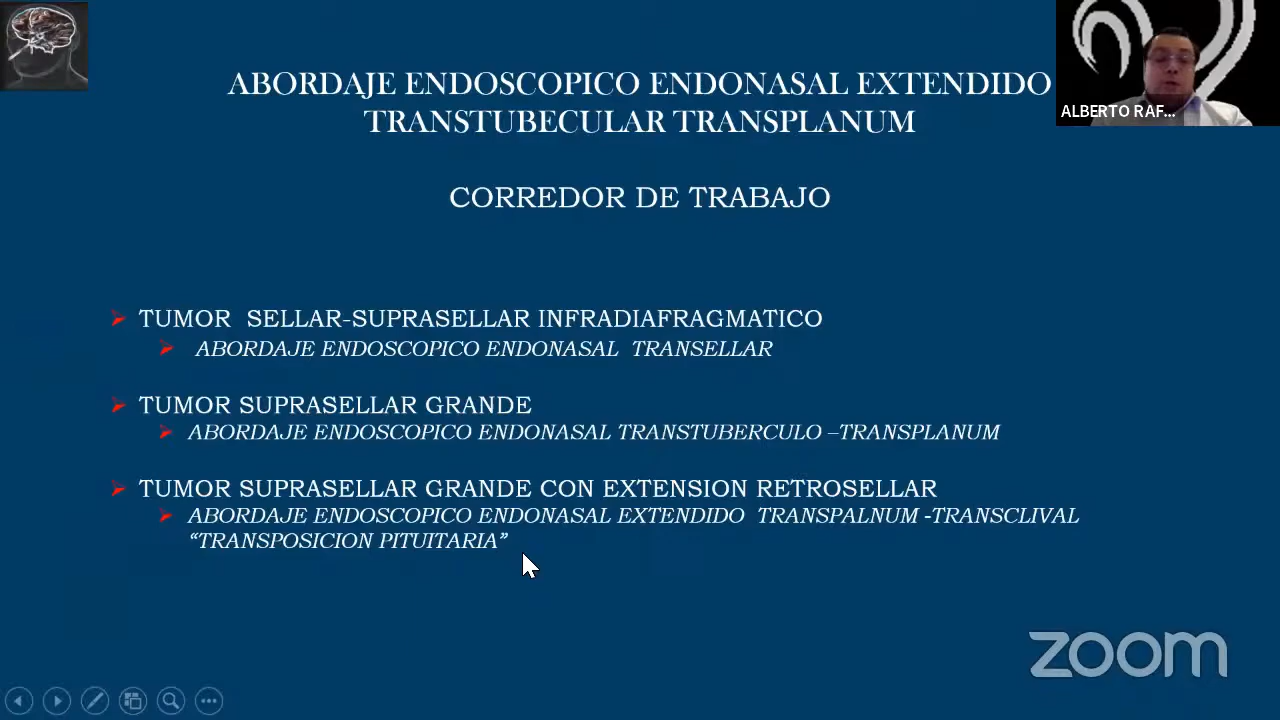 ABORDAJE ENDOSCOPICO ENDONASAL EXTENDIDO
TRANSTUBECULAR TRANSPLANUM
ALBERTO RAF...
CORREDOR DE TRABAJO
TUMOR SELLAR-SUPRASELLAR INFRADIAFRAGMATICO
ABORDAJE ENDOSCOPICO ENDONASAL TRANSELLAR
TUMOR SUPRASELLAR GRANDE
ABORDAJE ENDOSCOPICO ENDONASAL TRANSTUBERCULO –TRANSPLANUM
TUMOR SUPRASELLAR GRANDE CON EXTENSION RETROSELLAR
ABORDAJE ENDOSCOPICO ENDONASAL EXTENDIDO TRANSPALNUM -TRANSCLIVAL
“TRANSPOSICION PITUITARIA”
zoom